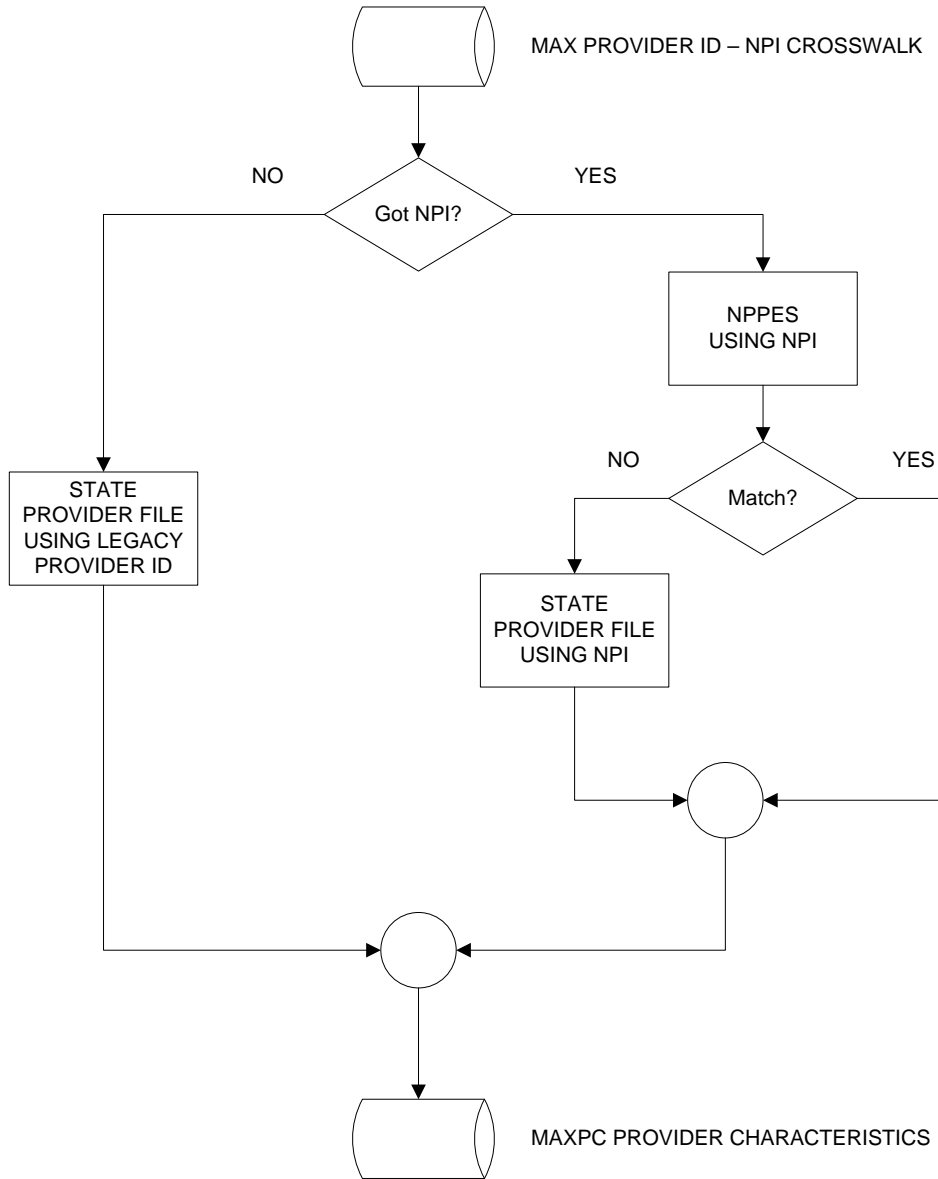 MAX PROVIDER ID – NPI CROSSWALK
NO
YES
Got NPI?
NPPES
USING NPI
NO
YES
Match?
STATE
PROVIDER FILE
USING LEGACY
PROVIDER ID
STATE
PROVIDER FILE
USING NPI
MAXPC PROVIDER CHARACTERISTICS